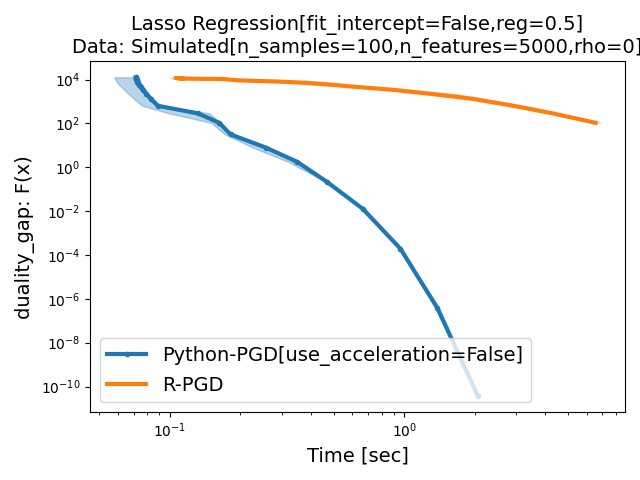 Lasso Regression[fit_intercept=False,reg=0.5]
Data: Simulated[n_samples=100,n_features=5000,rho=0]
duality_gap: F(x)
10^4
10^2
10^0
10^-2
10^-4
10^-6
10^-8
10^-10
Python-PGD[use_acceleration=False]
R-PGD
10^-1
10^0
Time [sec]